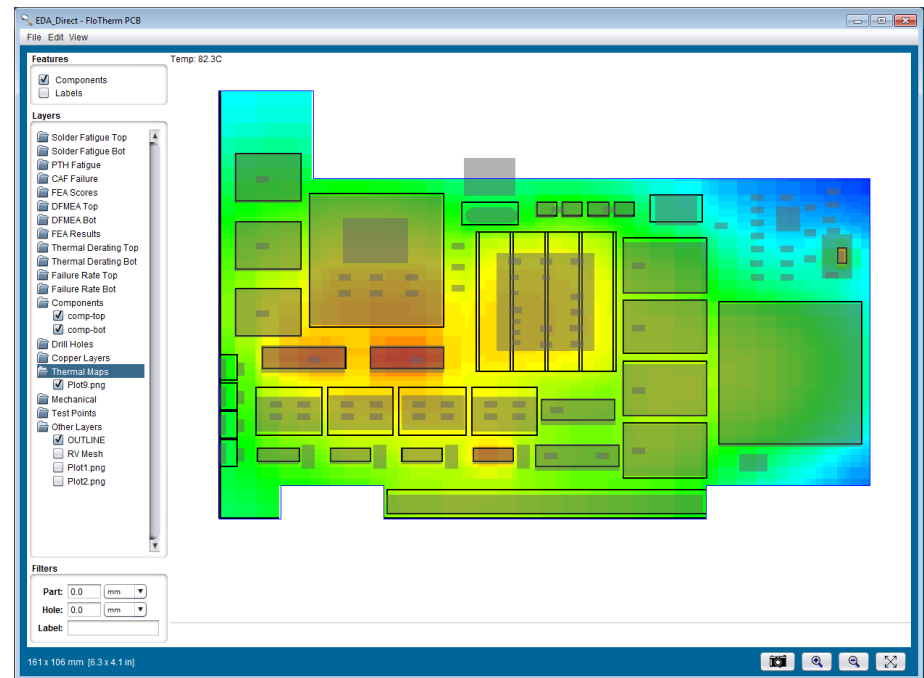 EDA_Direct - FloTherm PCB
File Edit View
Features
Components
Labels
Layers
Solder Fatigue Top
Solder Fatigue Bot
PTH Fatigue
CAF Failure
FEA Scores
DFMEA Top
DFMEA Bot
FEA Results
Thermal Derating Top
Thermal Derating Bot
Failure Rate Top
Failure Rate Bot
Components
comp-top
comp-bot
Drill Holes
Copper Layers
Thermal Maps
Plot9.png
Mechanical
Test Points
Other Layers
OUTLINE
RV Mesh
Plot1.png
Plot2.png
Filters
Part: 0.0 mm
Hole: 0.0 mm
Label:
Temp: 82.3C
161 x 106 mm [6.3 x 4.1 in]